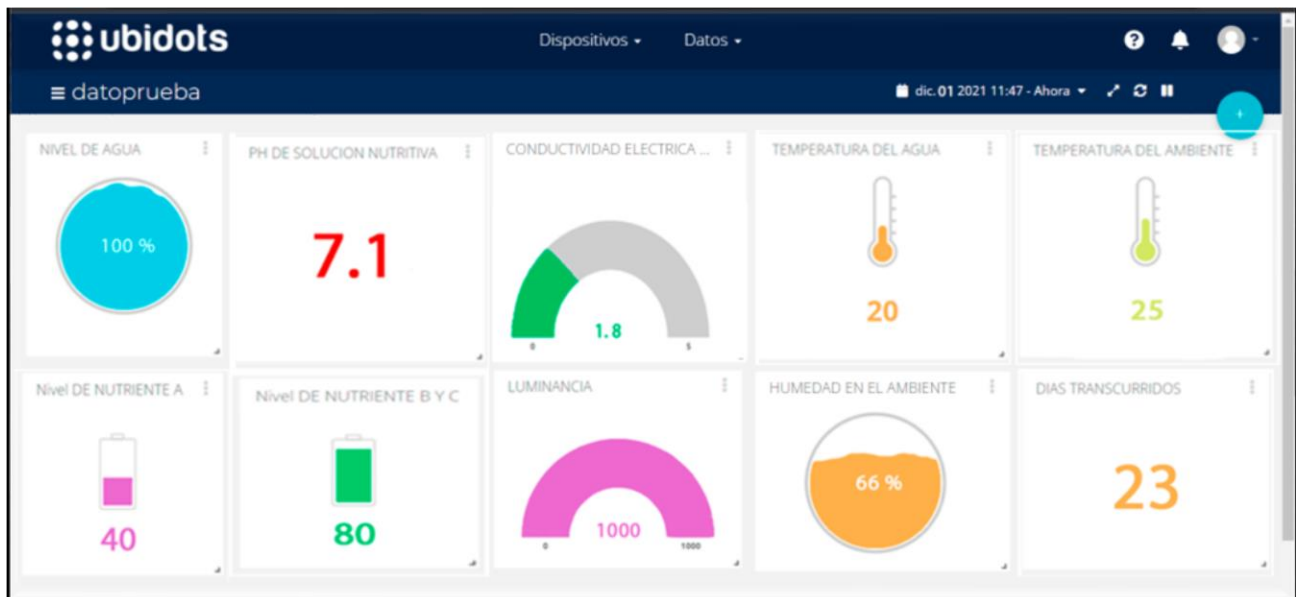 ubidots
Dispositivos
Datos
?
datoprueba
dic. 01 2021 11:47 - Ahora
+
NIVEL DE AGUA
100 %
PH DE SOLUCION NUTRITIVA
7.1
CONDUCTIVIDAD ELECTRICA ...
1.8
0
5
TEMPERATURA DEL AGUA
20
TEMPERATURA DEL AMBIENTE
25
Nivel DE NUTRIENTE A
40
Nivel DE NUTRIENTE B Y C
80
LUMINANCIA
1000
0
1000
HUMEDAD EN EL AMBIENTE
66 %
DIAS TRANSCURRIDOS
23